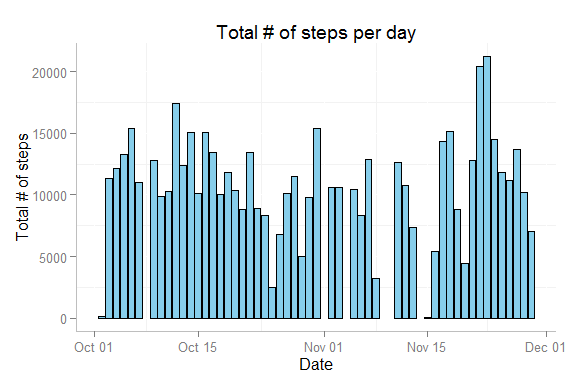 Total # of steps per day
Total # of steps
20000
15000
10000
5000
0
Oct 01
Oct 15
Nov 01
Nov 15
Dec 01
Date